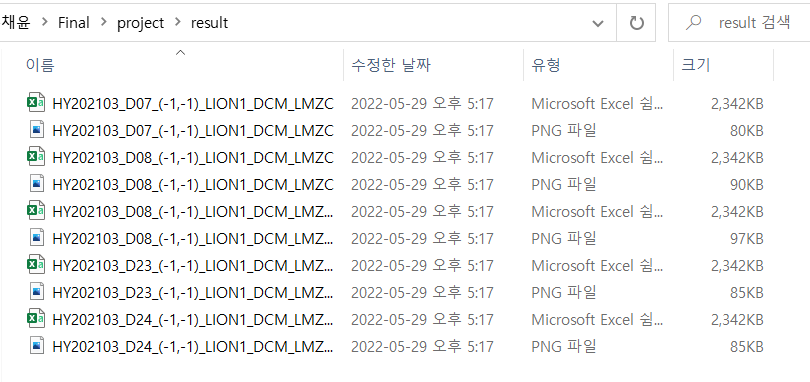 채윤 > Final > project > result
result 검색
이름 수정한 날짜 유형 크기
HY202103_D07_(-1,-1)_LION1_DCM_LMZC 2022-05-29 오후 5:17 Microsoft Excel 쉼... 2,342KB
HY202103_D07_(-1,-1)_LION1_DCM_LMZC 2022-05-29 오후 5:17 PNG 파일 80KB
HY202103_D08_(-1,-1)_LION1_DCM_LMZC 2022-05-29 오후 5:17 Microsoft Excel 쉼... 2,342KB
HY202103_D08_(-1,-1)_LION1_DCM_LMZC 2022-05-29 오후 5:17 PNG 파일 90KB
HY202103_D08_(-1,-1)_LION1_DCM_LMZ... 2022-05-29 오후 5:17 Microsoft Excel 쉼... 2,342KB
HY202103_D08_(-1,-1)_LION1_DCM_LMZ... 2022-05-29 오후 5:17 PNG 파일 97KB
HY202103_D23_(-1,-1)_LION1_DCM_LMZ... 2022-05-29 오후 5:17 Microsoft Excel 쉼... 2,342KB
HY202103_D23_(-1,-1)_LION1_DCM_LMZ... 2022-05-29 오후 5:17 PNG 파일 85KB
HY202103_D24_(-1,-1)_LION1_DCM_LMZ... 2022-05-29 오후 5:17 Microsoft Excel 쉼... 2,342KB
HY202103_D24_(-1,-1)_LION1_DCM_LMZ... 2022-05-29 오후 5:17 PNG 파일 85KB